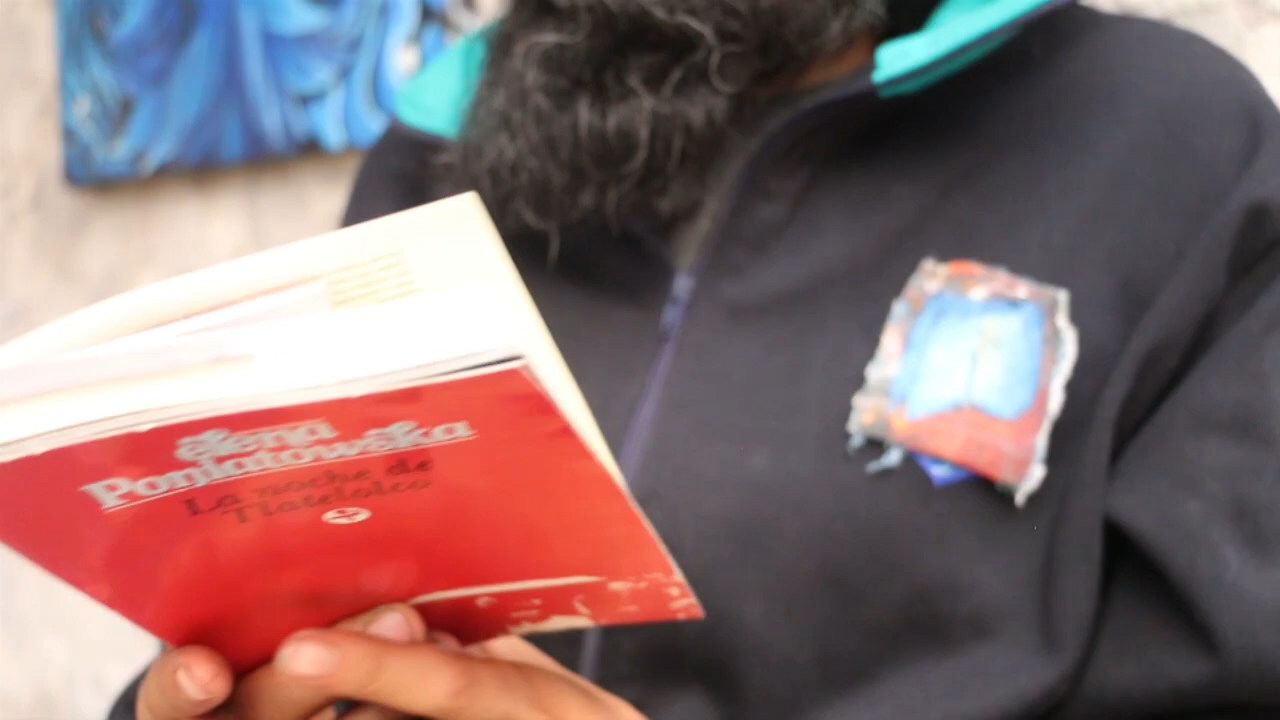 elena
Poniatowska
La noche de
Tlatelolco